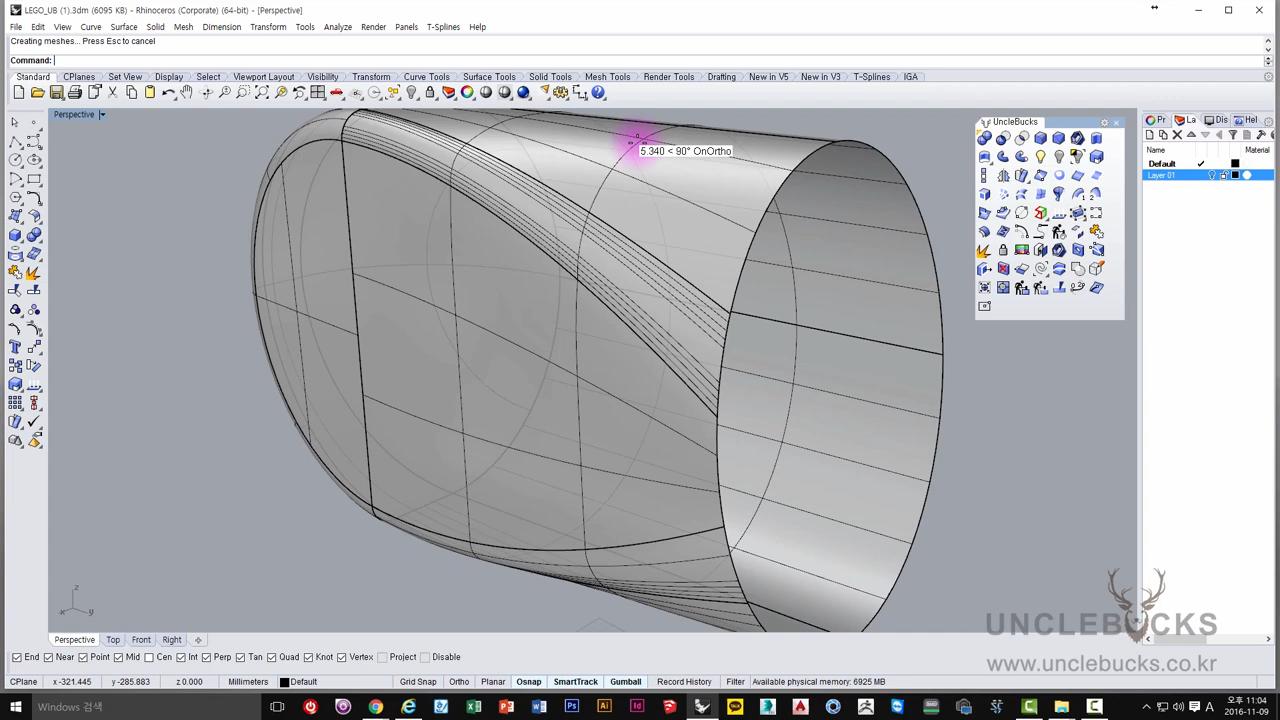 LEGO_UB (1).3dm (6095 KB) - Rhinoceros (Corporate) (64-bit) - [Perspective]
File Edit View Curve Surface Solid Mesh Dimension Transform Tools Analyze Render Panels T-Splines Help
Creating meshes... Press Esc to cancel
Command:
Standard CPlanes Set View Display Select Viewport Layout Visibility Transform Curve Tools Surface Tools Solid Tools Mesh Tools Render Tools Drafting New in V5 New in V3 T-Splines IGA
Perspective
UncleBucks
Pr La Dis Hel
Name Material
Default
Layer 01
5.940 < 90° OnOrtho
z
x y
UNCLEBUCKS
www.unclebucks.co.kr
Perspective Top Front Right
End Near Point Mid Cen Int Perp Tan Quad Knot Vertex Project Disable
CPlane x -321.445 y -285.883 z 0.000 Millimeters Default Grid Snap Ortho Planar Osnap SmartTrack Gumball Record History Filter Available physical memory: 6925 MB
Windows 검색
A 오후 11:04
2016-11-09